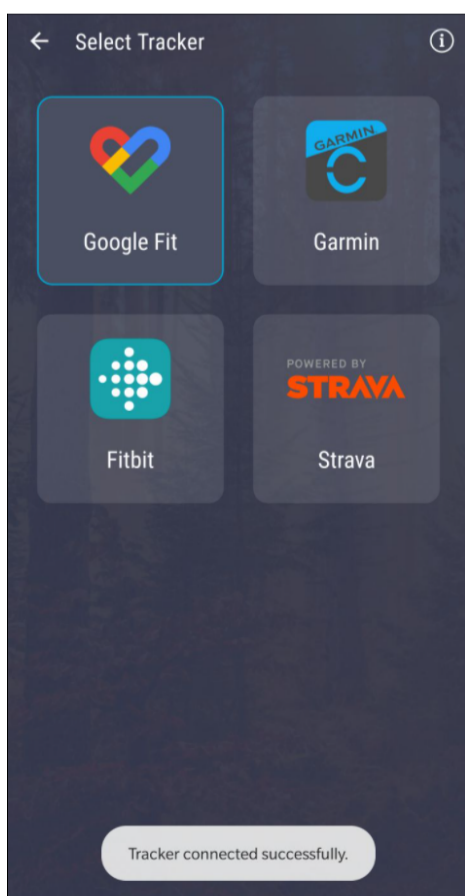 Select Tracker
GARMIN
Google Fit
Garmin
POWERED BY
STRAVA
Fitbit
Strava
Tracker connected successfully.